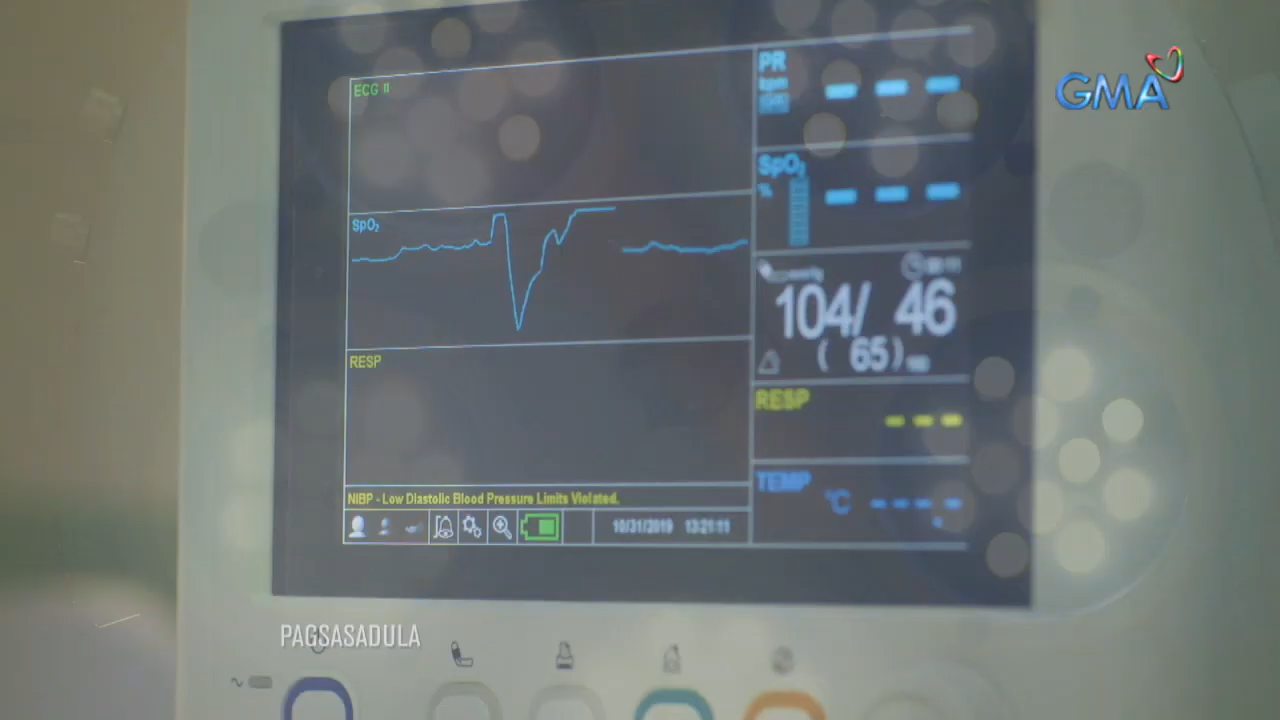 ECG II
SpO₂
RESP
NIBP - Low Diastolic Blood Pressure Limits Violated.
10/31/2019 13:21:11
PR
bpm
--- 
SpO₂
%
---
104/ 46
( 65)
RESP
---
TEMP
°C
----
GMA
PAGSASADULA